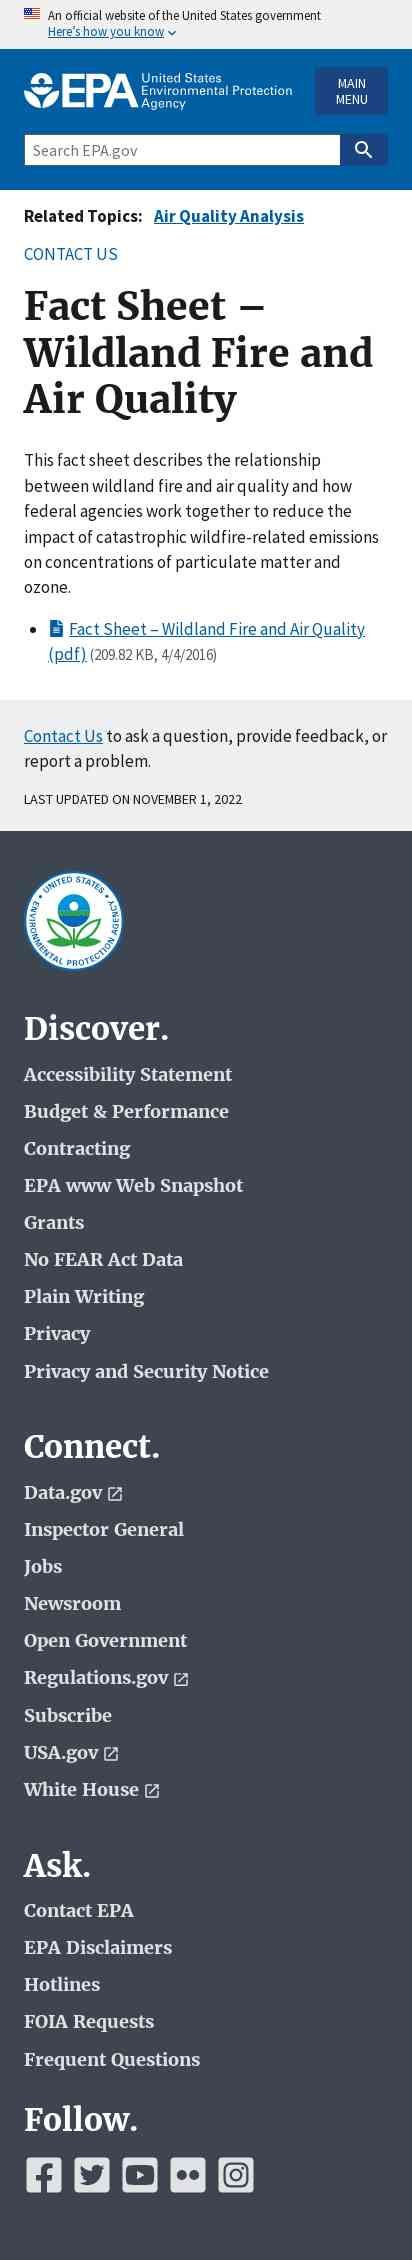 An official website of the United States government
Here's how you know
EPA United States
Environmental Protection
Agency
MAIN
MENU
Search EPA.gov
Related Topics: Air Quality Analysis
CONTACT US
Fact Sheet –
Wildland Fire and
Air Quality
This fact sheet describes the relationship
between wildland fire and air quality and how
federal agencies work together to reduce the
impact of catastrophic wildfire-related emissions
on concentrations of particulate matter and
ozone.
Fact Sheet – Wildland Fire and Air Quality
(pdf) (209.82 KB, 4/4/2016)
Contact Us to ask a question, provide feedback, or
report a problem.
LAST UPDATED ON NOVEMBER 1, 2022
UNITED STATES
ENVIRONMENTAL PROTECTION AGENCY
Discover.
Accessibility Statement
Budget & Performance
Contracting
EPA www Web Snapshot
Grants
No FEAR Act Data
Plain Writing
Privacy
Privacy and Security Notice
Connect.
Data.gov
Inspector General
Jobs
Newsroom
Open Government
Regulations.gov
Subscribe
USA.gov
White House
Ask.
Contact EPA
EPA Disclaimers
Hotlines
FOIA Requests
Frequent Questions
Follow.